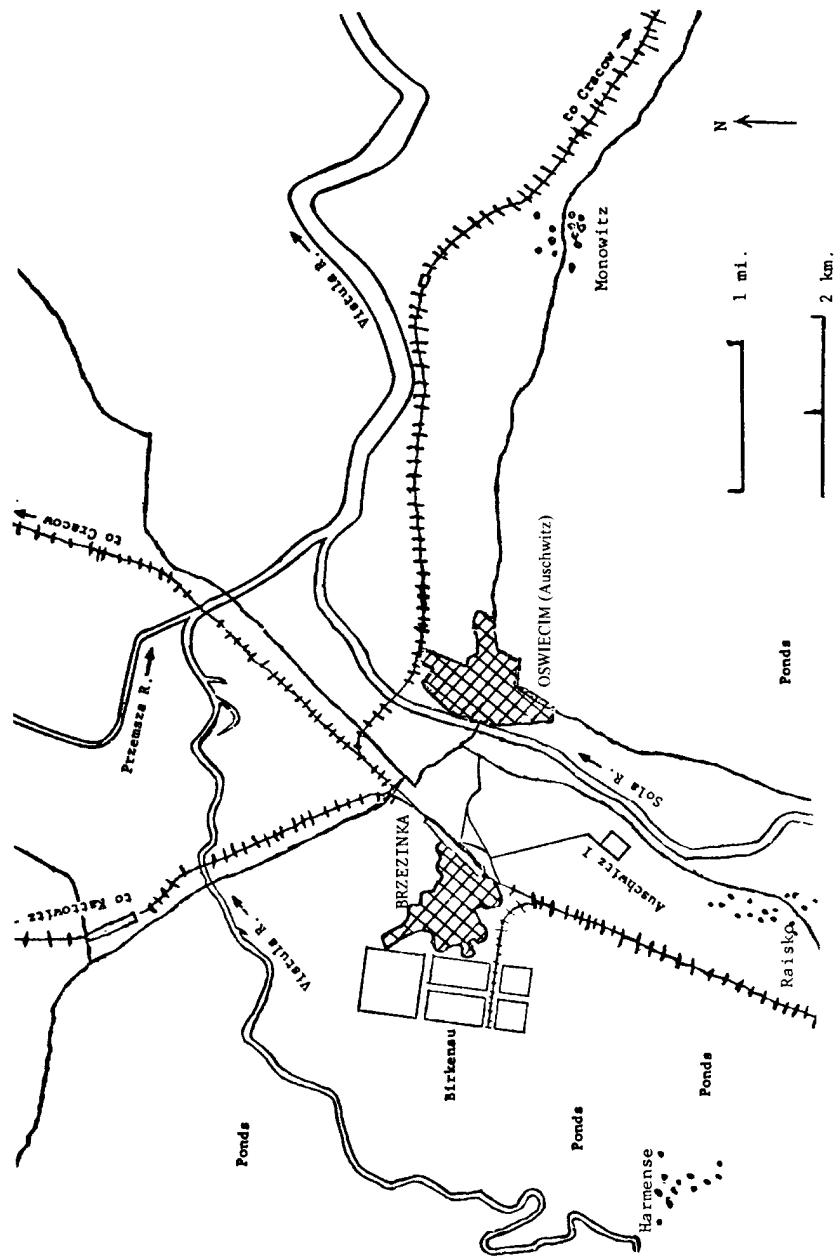 to Cracow →
Vistula R. →
to Cracow →
N
Monowitz
1 mi.
2 km.
Przemsza R. →
OSWIECIM (Auschwitz)
Ponds
to Kattowitz
BRZEZINKA
Sola R. →
Auschwitz I
Vistula R. →
Raisko
Birkenau
Ponds
Ponds
Ponds
Harmense